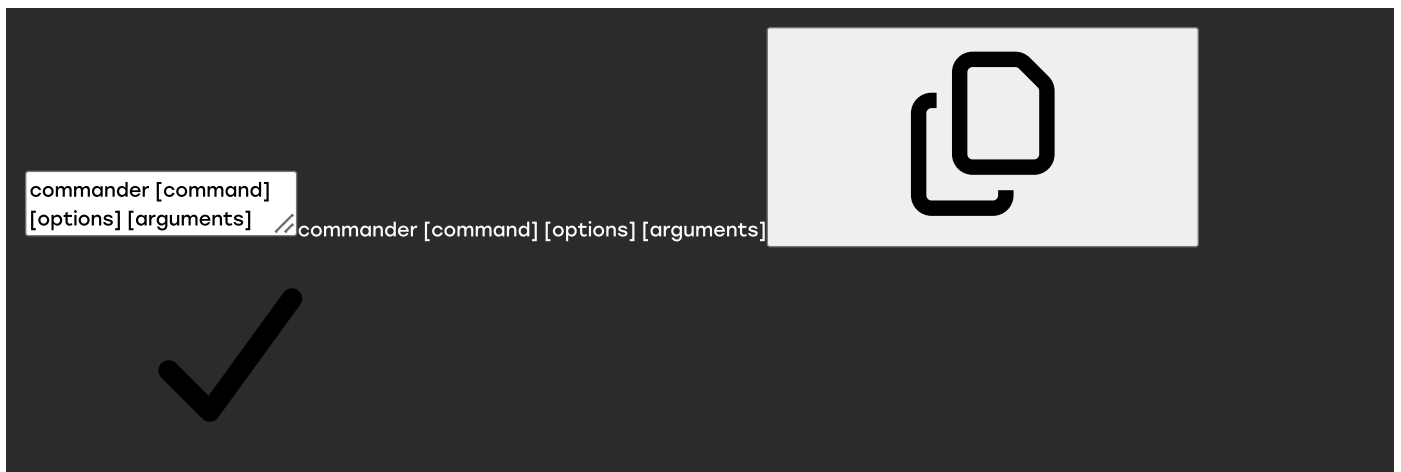 commander [command]
[options] [arguments]
commander [command] [options] [arguments]